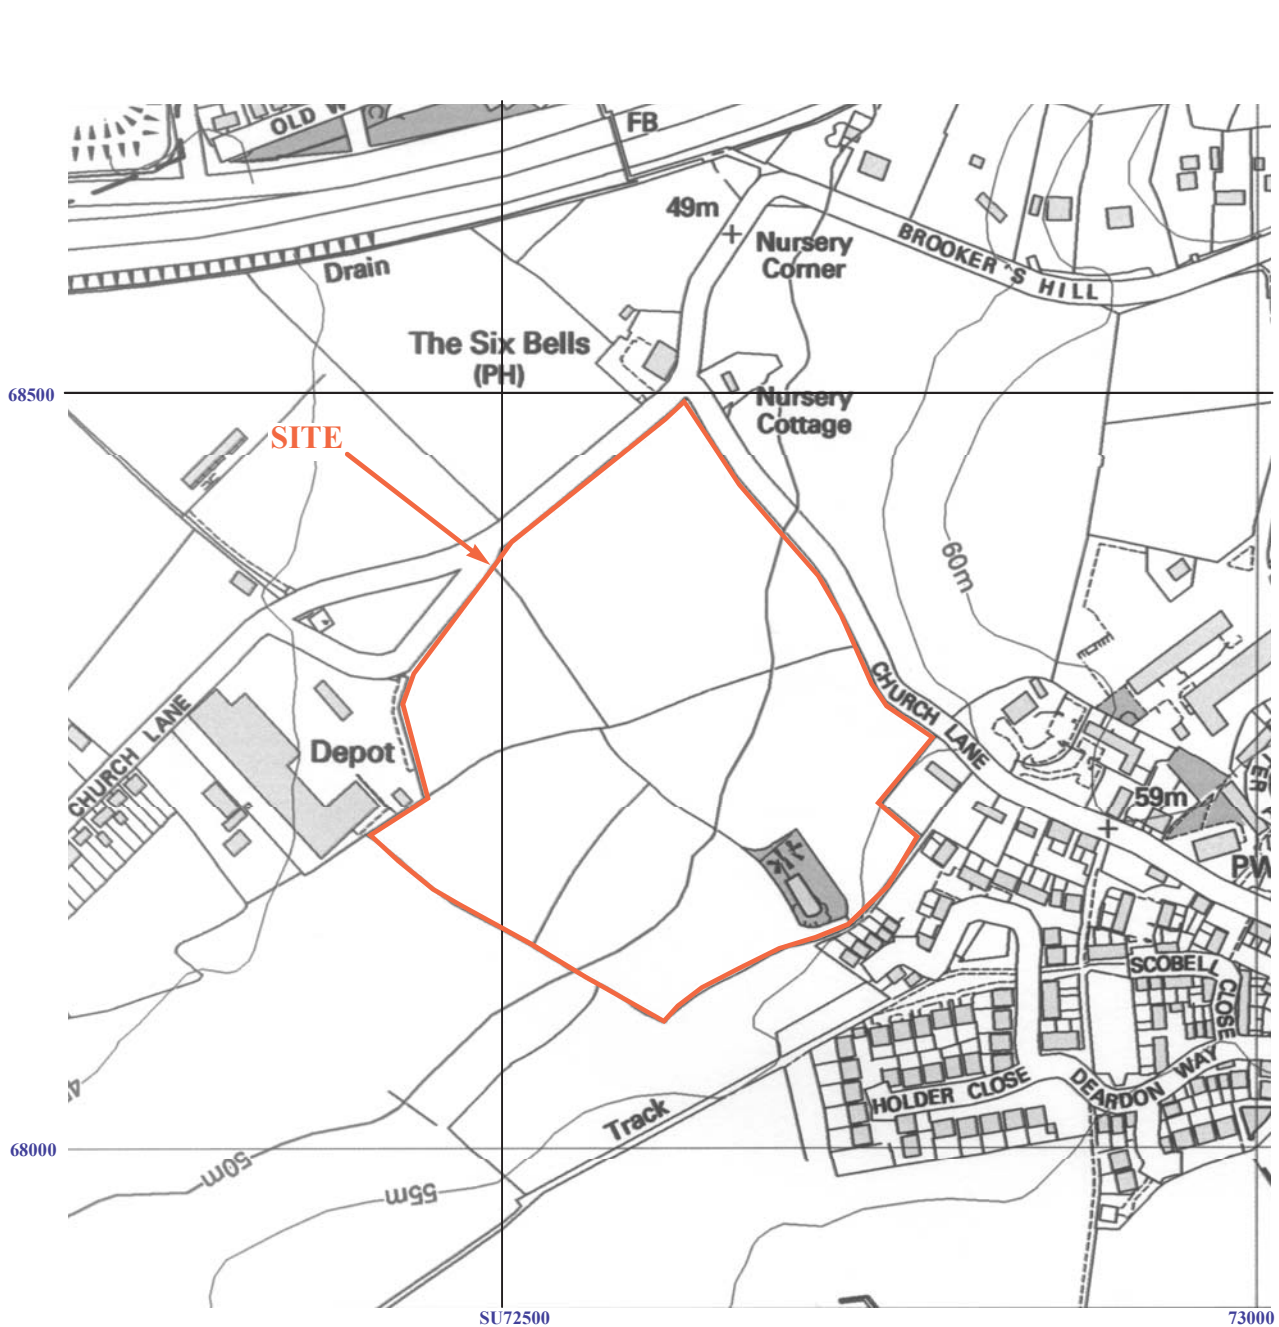 OLD W
FB
49m
Nursery
Corner
BROOKER'S HILL
Drain
The Six Bells
(PH)
68500
Nursery
Cottage
SITE
60m
CHURCH LANE
CHURCH LANE
Depot
59m
PW
SCOBELL
CLOSE
DEARDON WAY
HOLDER CLOSE
Track
68000
50m
55m
SU72500
73000